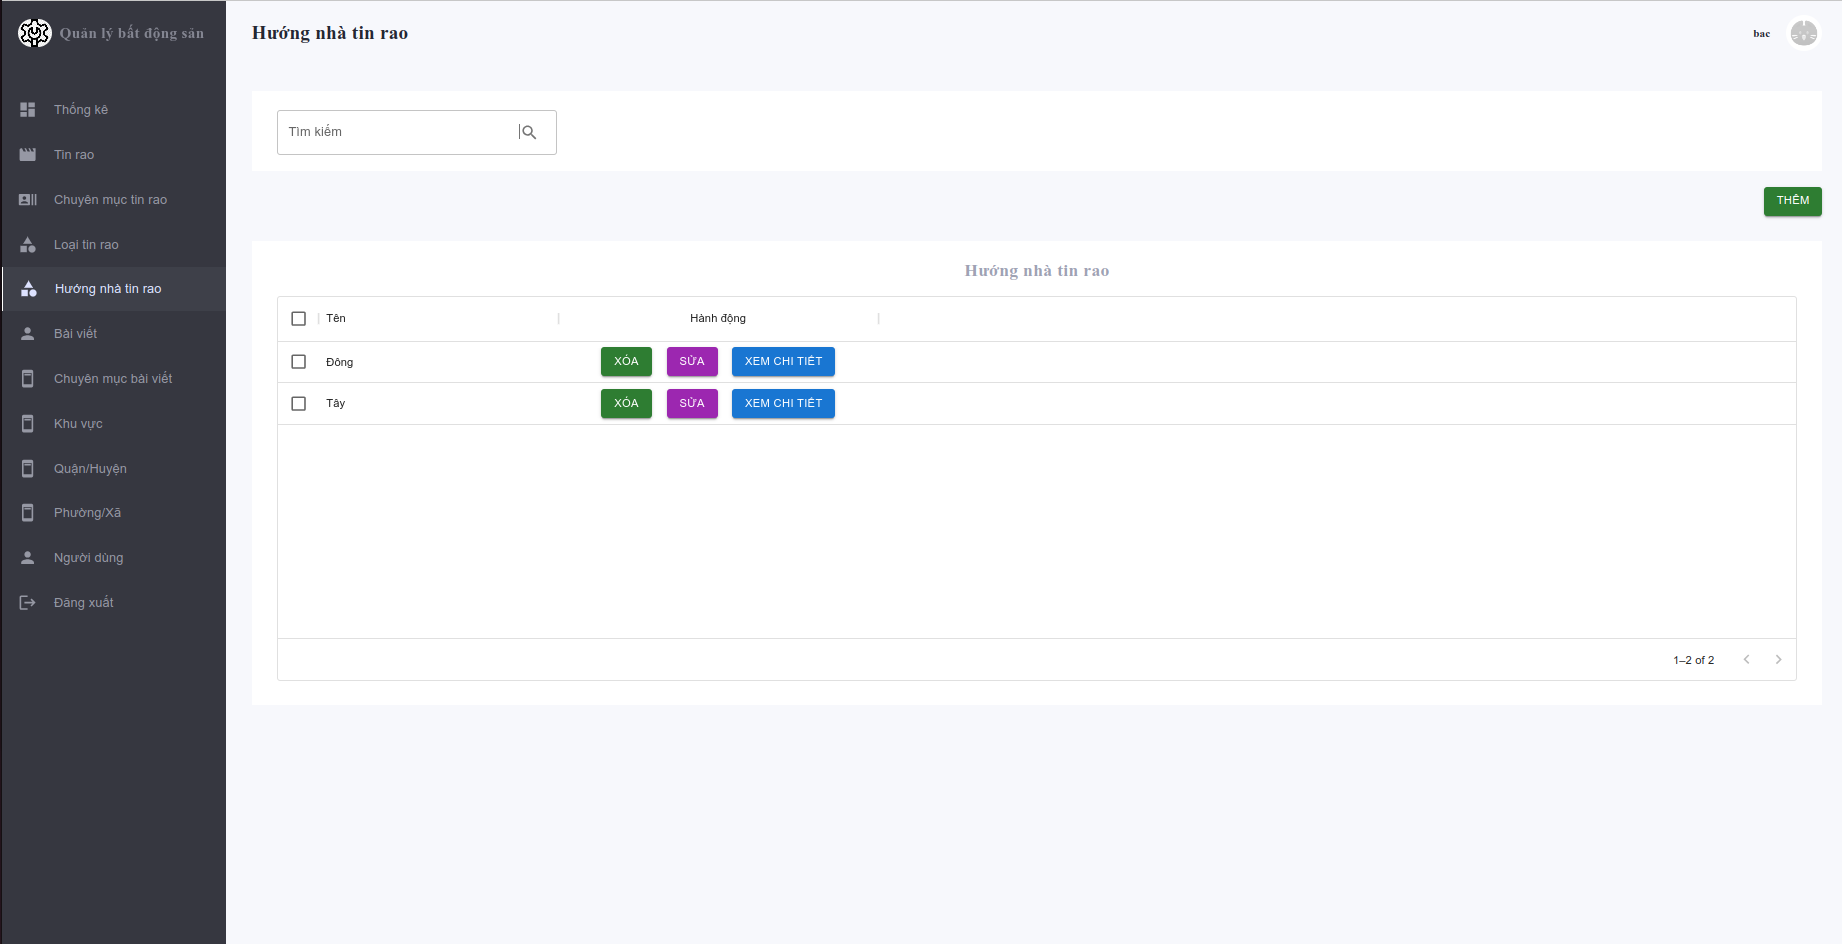 Quản lý bất động sản
Thống kê
Tin rao
Chuyên mục tin rao
Loại tin rao
Hướng nhà tin rao
Bài viết
Chuyên mục bài viết
Khu vực
Quận/Huyện
Phường/Xã
Người dùng
Đăng xuất
Hướng nhà tin rao
bac
Tìm kiếm
THÊM
Hướng nhà tin rao
Tên Hành động
Đông XÓA SỬA XEM CHI TIẾT
Tây XÓA SỬA XEM CHI TIẾT
1–2 of 2